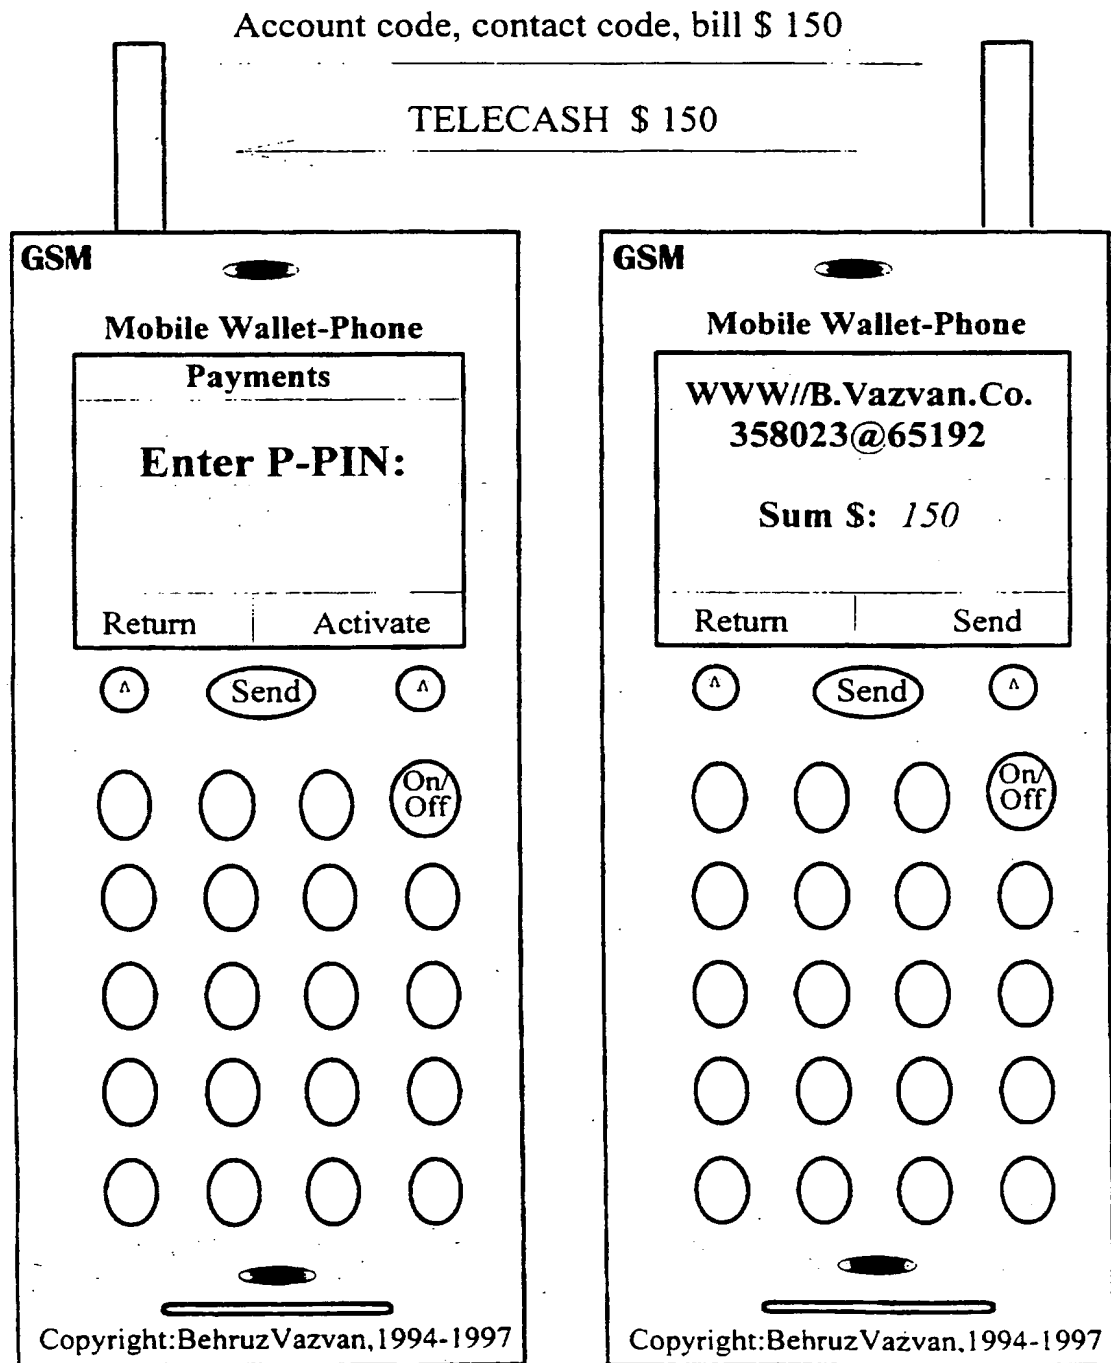 Account code, contact code, bill $ 150
TELECASH $ 150
GSM
Mobile Wallet-Phone
Payments
Enter P-PIN:
Return Activate
^ Send ^
On/
Off
Copyright:BehruzVazvan,1994-1997
GSM
Mobile Wallet-Phone
WWW//B.Vazvan.Co.
358023@65192
Sum $: 150
Return Send
^ Send ^
On/
Off
Copyright:BehruzVazvan,1994-1997